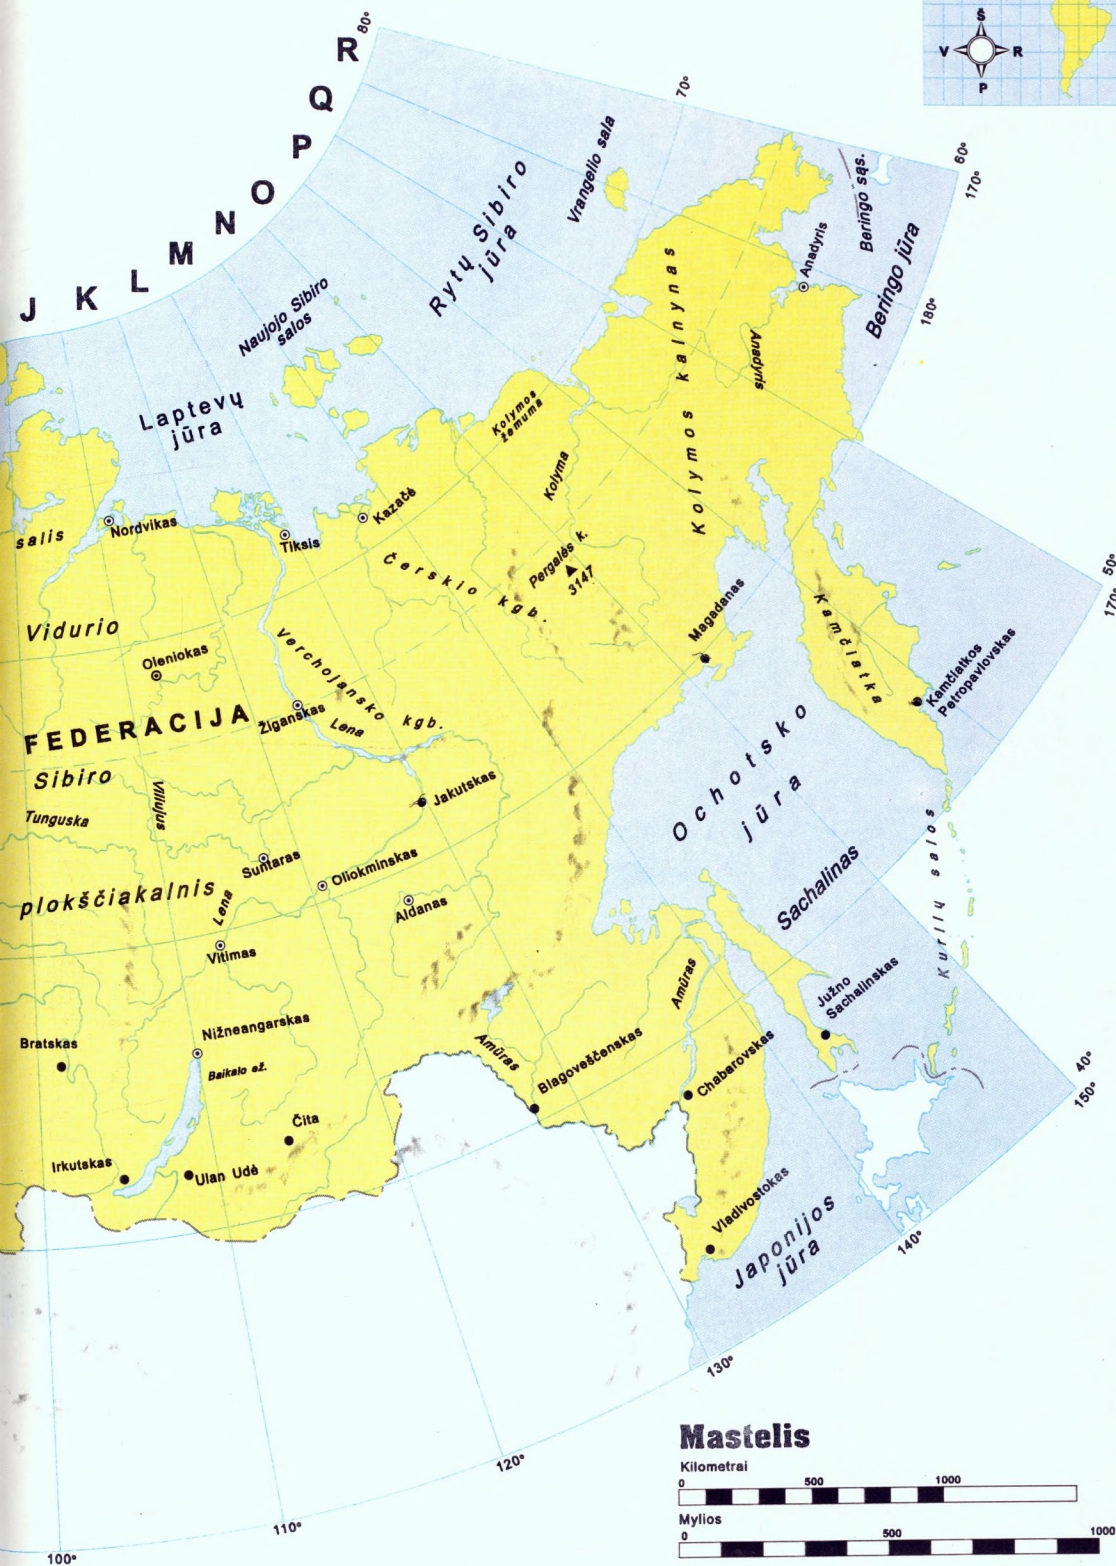 R
Q
P
O
N
M
L
K
J
80°
70°
60°
170°
Š
V
R
P
Vrangelio sala
Rytų Sibiro
jūra
Beringo sąs.
Beringo jūra
180°
Anadyris
Anadyris
Naujojo Sibiro
salos
Laptevų
jūra
Kolymos kalnynas
Kolymos
žemuma
Kolyma
salis
Nordvikas
Tiksis
Kazačė
Čerskio kgb.
Pergalės k.
3147
50°
170°
Magadanas
Kamčiatka
Kamčiatkos
Petropavlovskas
Vidurio
Oleniokas
Verchojansko kgb.
FEDERACIJA
Žiganskas
Lena
Sibiro
Tunguska
Viliujus
Jakutskas
Ochotsko
jūra
Suntaras
Oliokminskas
plokščiakalnis
Lena
Aldanas
Vitimas
Sachalinas
Kurilų salos
Amūras
Južno
Sachalinskas
Bratskas
Nižneangarskas
Baikalo ež.
Amūras
Blagoveščenskas
Chabarovskas
40°
150°
Čita
Irkutskas
Ulan Udė
Vladivostokas
Japonijos
jūra
140°
130°
120°
110°
100°
Mastelis
Kilometrai
0 500 1000
Mylios
0 500 1000